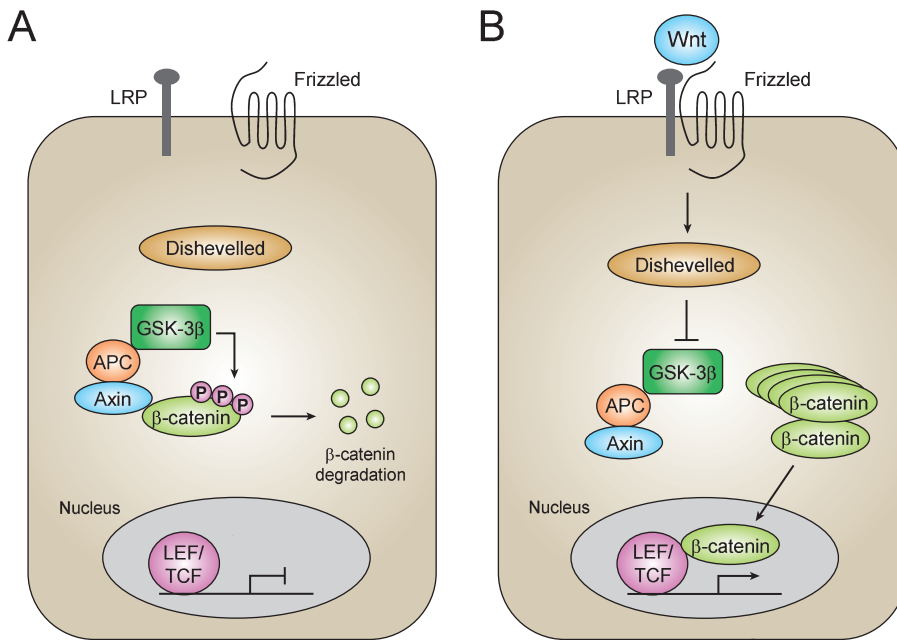 A
LRP
Frizzled
Dishevelled
GSK-3β
APC
Axin
P
P
P
β-catenin
β-catenin
degradation
Nucleus
LEF/
TCF
B
Wnt
LRP
Frizzled
Dishevelled
GSK-3β
APC
Axin
β-catenin
β-catenin
Nucleus
LEF/
TCF
β-catenin